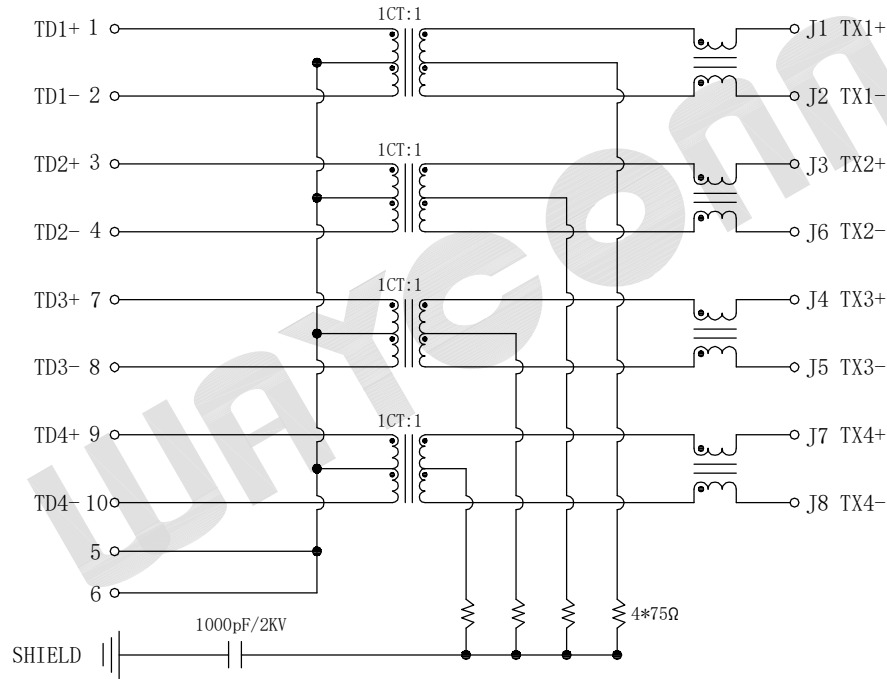 1CT:1
TD1+ 1
J1 TX1+
TD1- 2
J2 TX1-
1CT:1
TD2+ 3
J3 TX2+
TD2- 4
J6 TX2-
1CT:1
TD3+ 7
J4 TX3+
TD3- 8
J5 TX3-
1CT:1
TD4+ 9
J7 TX4+
TD4- 10
J8 TX4-
5
6
4*75Ω
1000pF/2KV
SHIELD
WAYCONN